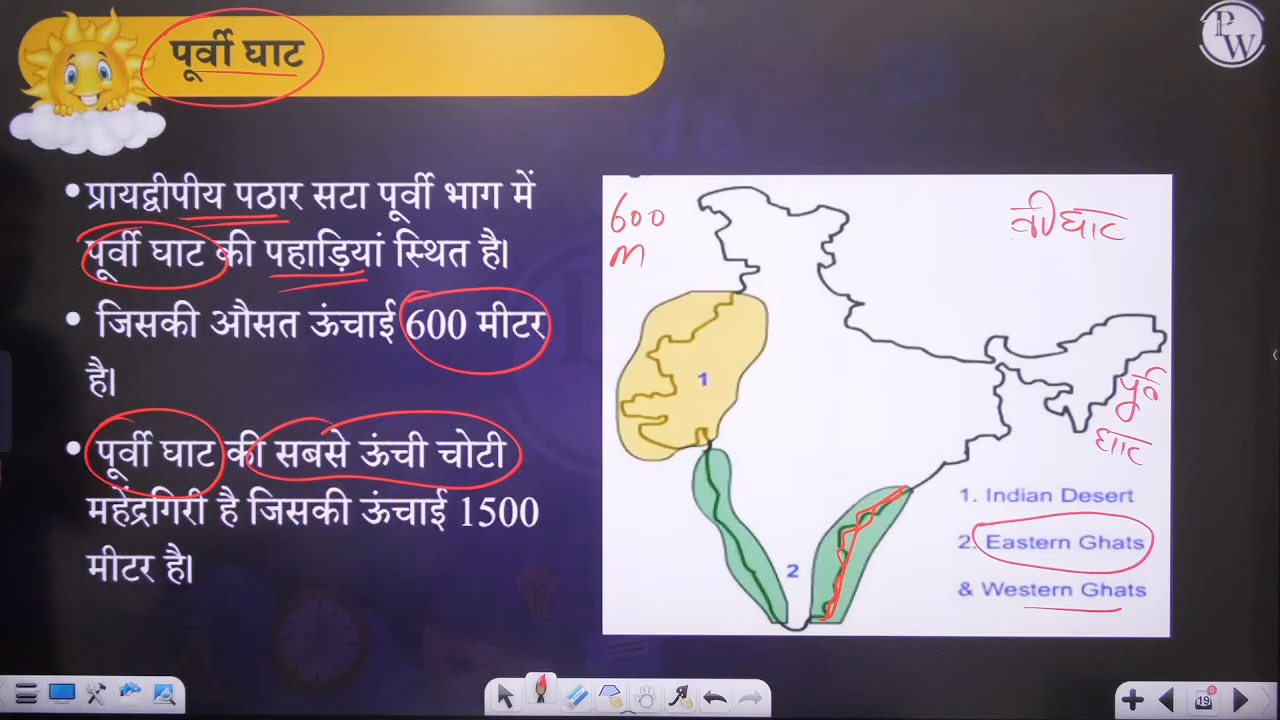 पूर्वी घाट
PW
• प्रायद्वीपीय पठार सटा पूर्वी भाग में
पूर्वी घाट की पहाड़ियां स्थित है।
• जिसकी औसत ऊंचाई 600 मीटर
है।
• पूर्वी घाट की सबसे ऊंची चोटी
महेंद्रगिरी है जिसकी ऊंचाई 1500
मीटर है।
600
m
घाट
1
घाट
2
1. Indian Desert
2. Eastern Ghats
& Western Ghats
19